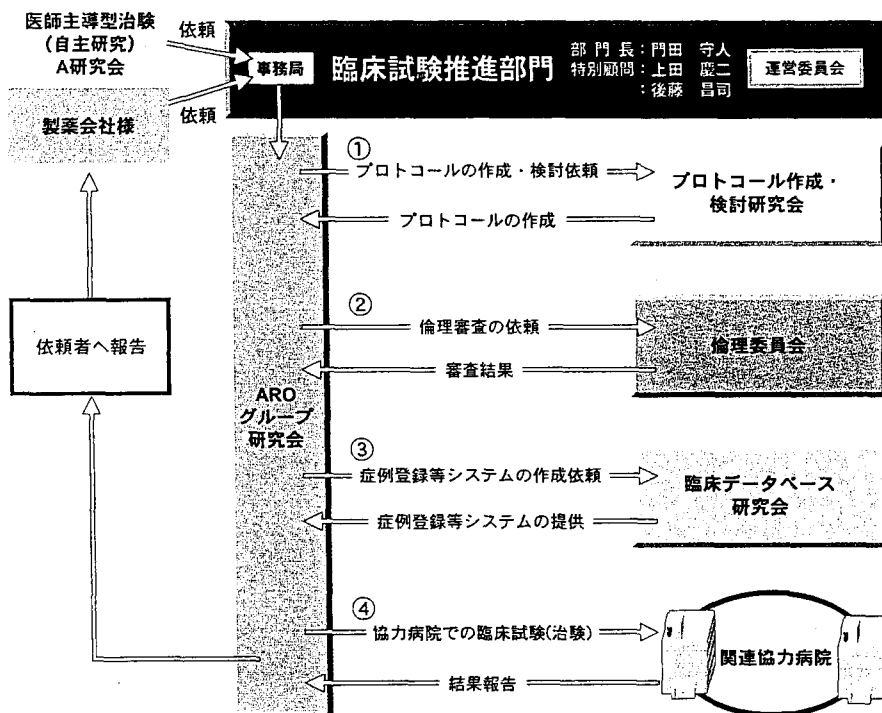 医師主導型治験
（自主研究）
A研究会
依頼
製薬会社様
依頼
事務局
臨床試験推進部門
部門長：門田 守人
特別顧問：上田 慶二
：後藤 昌司
運営委員会
①
プロトコールの作成・検討依頼
プロトコール作成・
検討研究会
プロトコールの作成
②
倫理審査の依頼
倫理委員会
審査結果
依頼者へ報告
ARO
グループ
研究会
③
症例登録等システムの作成依頼
臨床データベース
研究会
症例登録等システムの提供
④
協力病院での臨床試験(治験)
関連協力病院
結果報告